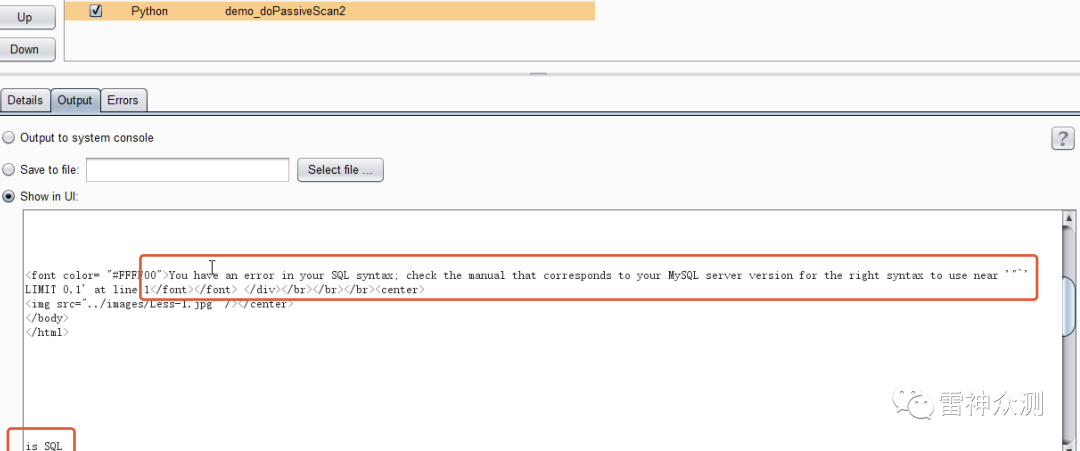 Up
Python demo_doPassiveScan2
Down
Details Output Errors
Output to system console
?
Save to file: Select file ...
Show in UI:
<font color= "#FFFF00">You have an error in your SQL syntax; check the manual that corresponds to your MySQL server version for the right syntax to use near '"`'
LIMIT 0,1' at line 1</font></font> </div></br></br></br><center>
<img src="../images/Less-1.jpg" /></center>
</body>
</html>
雷神众测
is SQL